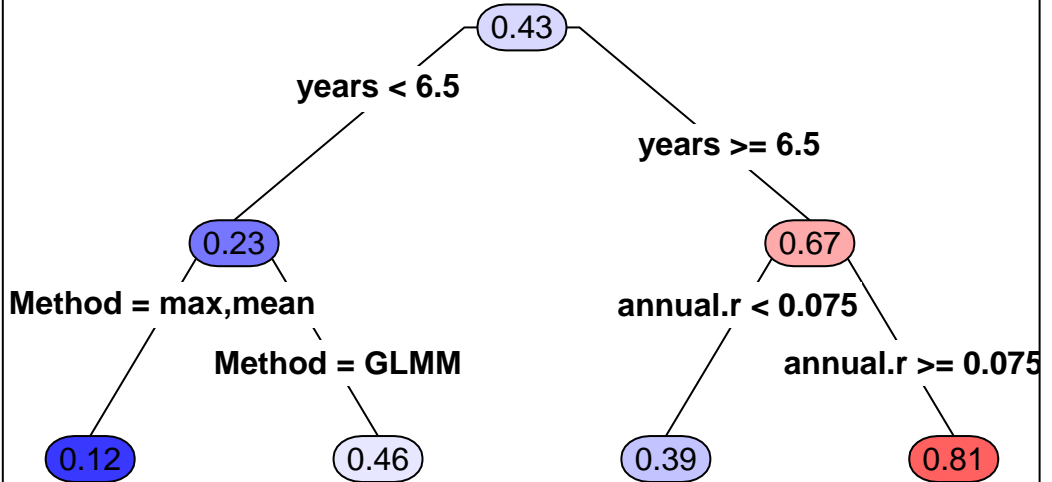 0.43
years < 6.5
years >= 6.5
0.23
0.67
Method = max,mean
annual.r < 0.075
Method = GLMM
annual.r >= 0.075
0.12
0.46
0.39
0.81